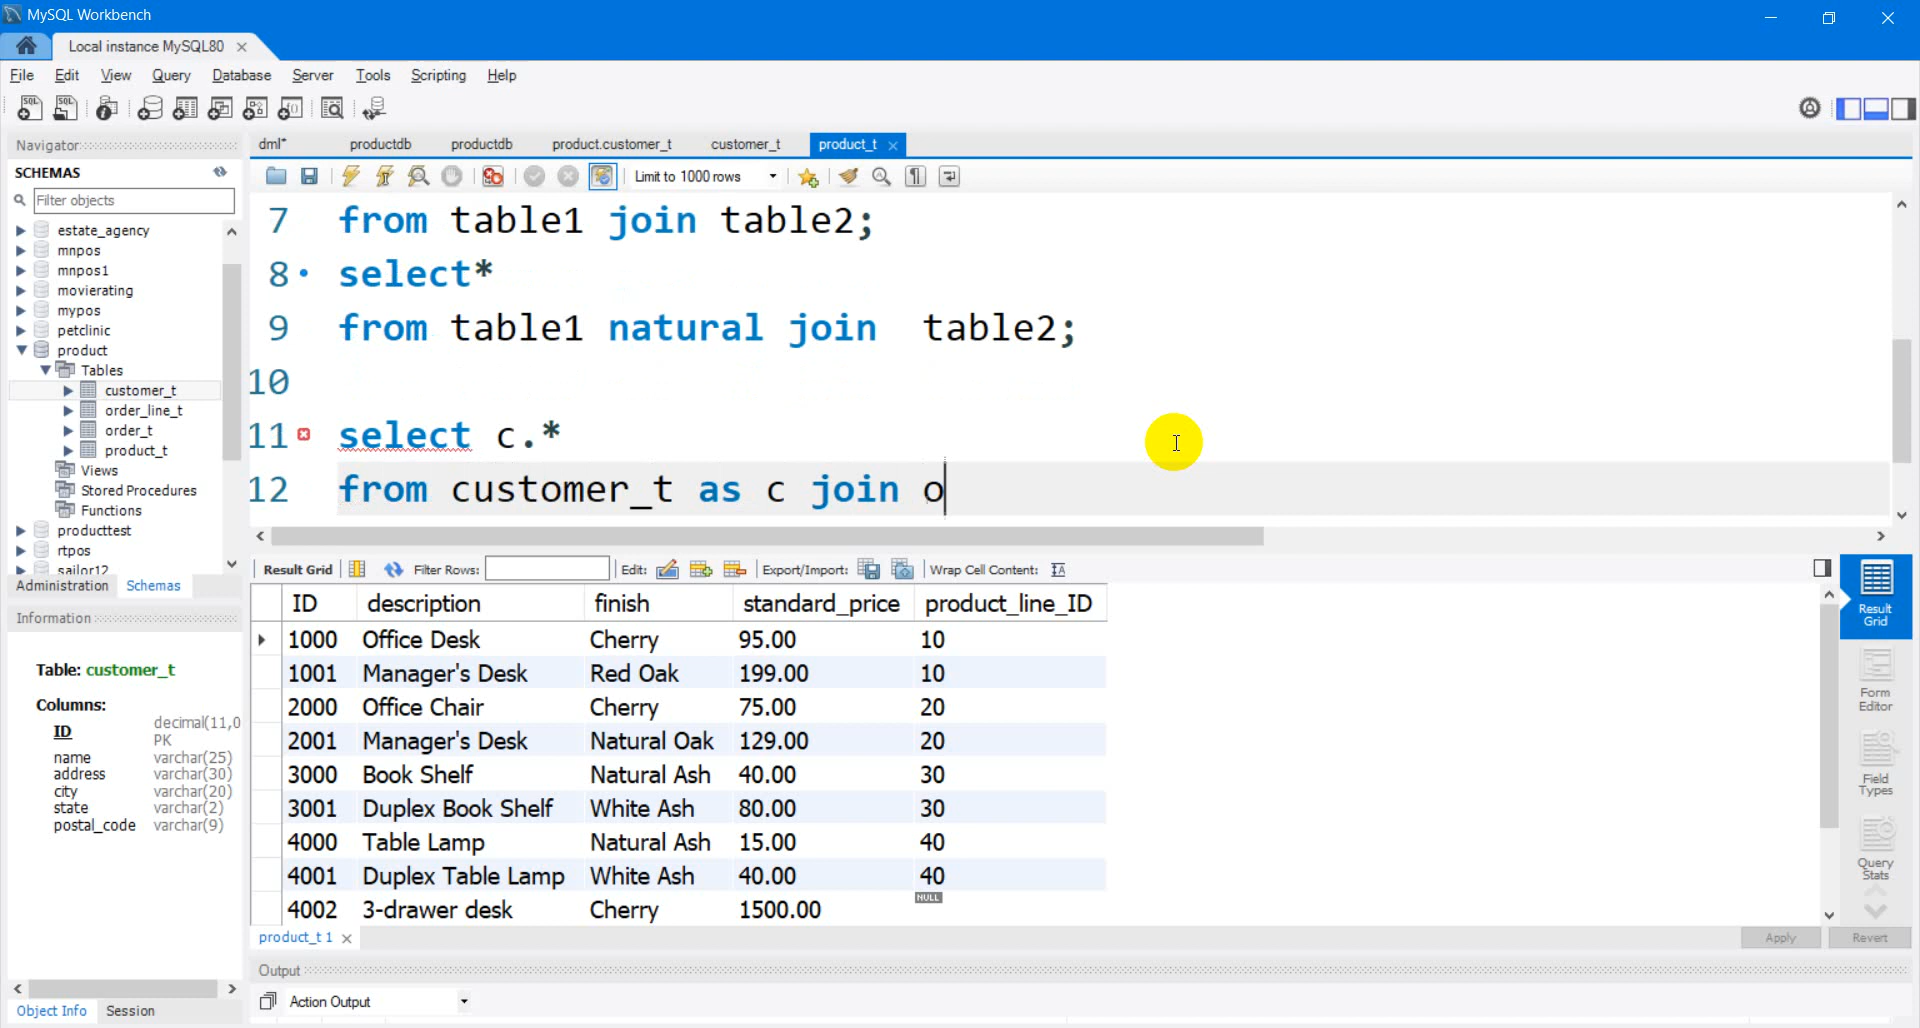 MySQL Workbench
Local instance MySQL80
File Edit View Query Database Server Tools Scripting Help
Navigator
SCHEMAS
Filter objects
estate_agency
mnpos
mnpos1
movierating
mypos
petclinic
product
Tables
customer_t
order_line_t
order_t
product_t
Views
Stored Procedures
Functions
producttest
rtpos
sailor12
Administration Schemas
Information
Table: customer_t
Columns:
ID decimal(11,0
PK
name varchar(25)
address varchar(30)
city varchar(20)
state varchar(2)
postal_code varchar(9)
Object Info Session
dml* productdb productdb product.customer_t customer_t product_t
Limit to 1000 rows
7 from table1 join table2;
8 select*
9 from table1 natural join table2;
10
11 select c.*
12 from customer_t as c join o
Result Grid Filter Rows: Edit: Export/Import: Wrap Cell Content:
ID description finish standard_price product_line_ID
1000 Office Desk Cherry 95.00 10
1001 Manager's Desk Red Oak 199.00 10
2000 Office Chair Cherry 75.00 20
2001 Manager's Desk Natural Oak 129.00 20
3000 Book Shelf Natural Ash 40.00 30
3001 Duplex Book Shelf White Ash 80.00 30
4000 Table Lamp Natural Ash 15.00 40
4001 Duplex Table Lamp White Ash 40.00 40
4002 3-drawer desk Cherry 1500.00 NULL
Result
Grid
Form
Editor
Field
Types
Query
Stats
product_t 1
Apply Revert
Output
Action Output